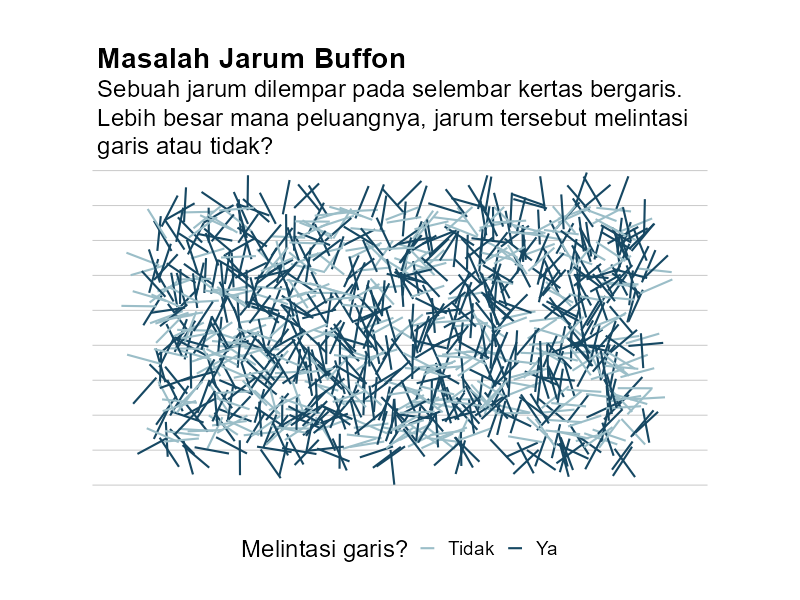 Masalah Jarum Buffon
Sebuah jarum dilempar pada selembar kertas bergaris.
Lebih besar mana peluangnya, jarum tersebut melintasi
garis atau tidak?
Melintasi garis? Tidak Ya